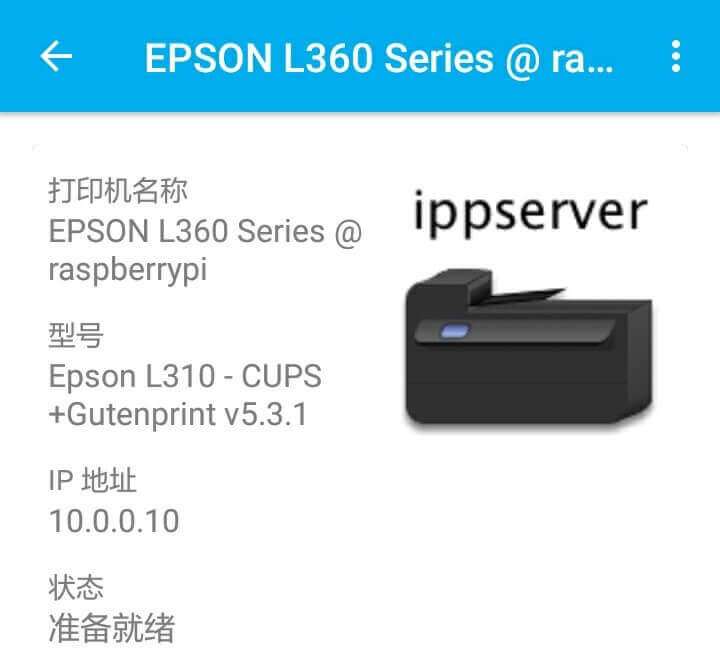 EPSON L360 Series @ ra...
打印机名称
EPSON L360 Series @
raspberrypi
ippserver
型号
Epson L310 - CUPS
+Gutenprint v5.3.1
IP 地址
10.0.0.10
状态
准备就绪